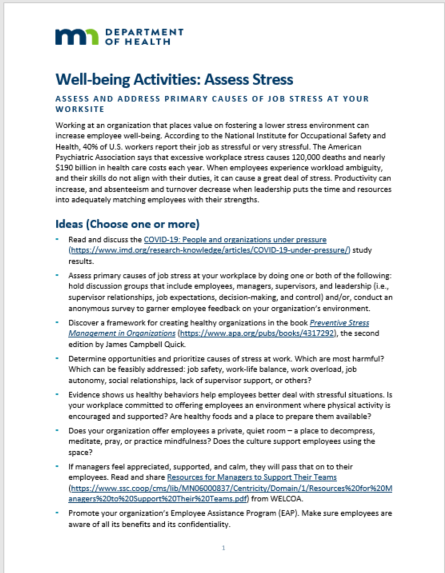 mn DEPARTMENT
OF HEALTH
Well-being Activities: Assess Stress
ASSESS AND ADDRESS PRIMARY CAUSES OF JOB STRESS AT YOUR
WORKSITE
Working at an organization that places value on fostering a lower stress environment can
increase employee well-being. According to the National Institute for Occupational Safety and
Health, 40% of U.S. workers report their job as stressful or very stressful. The American
Psychiatric Association says that excessive workplace stress causes 120,000 deaths and nearly
$190 billion in health care costs each year. When employees experience workload ambiguity,
and their skills do not align with their duties, it can cause a great deal of stress. Productivity can
increase, and absenteeism and turnover decrease when leadership puts the time and resources
into adequately matching employees with their strengths.
Ideas (Choose one or more)
- Read and discuss the COVID-19: People and organizations under pressure
(https://www.imd.org/research-knowledge/articles/COVID-19-under-pressure/) study
results.
- Assess primary causes of job stress at your workplace by doing one or both of the following:
hold discussion groups that include employees, managers, supervisors, and leadership (i.e.,
supervisor relationships, job expectations, decision-making, and control) and/or, conduct an
anonymous survey to garner employee feedback on your organization's environment.
- Discover a framework for creating healthy organizations in the book Preventive Stress
Management in Organizations (https://www.apa.org/pubs/books/4317292), the second
edition by James Campbell Quick.
- Determine opportunities and prioritize causes of stress at work. Which are most harmful?
Which can be feasibly addressed: job safety, work-life balance, work overload, job
autonomy, social relationships, lack of supervisor support, or others?
- Evidence shows us healthy behaviors help employees better deal with stressful situations. Is
your workplace committed to offering employees an environment where physical activity is
encouraged and supported? Are healthy foods and a place to prepare them available?
- Does your organization offer employees a private, quiet room – a place to decompress,
meditate, pray, or practice mindfulness? Does the culture support employees using the
space?
- If managers feel appreciated, supported, and calm, they will pass that on to their
employees. Read and share Resources for Managers to Support Their Teams
(https://www.ssc.coop/cms/lib/MN06000837/Centricity/Domain/1/Resources%20for%20M
anagers%20to%20Support%20Their%20Teams.pdf) from WELCOA.
- Promote your organization's Employee Assistance Program (EAP). Make sure employees are
aware of all its benefits and its confidentiality.
1